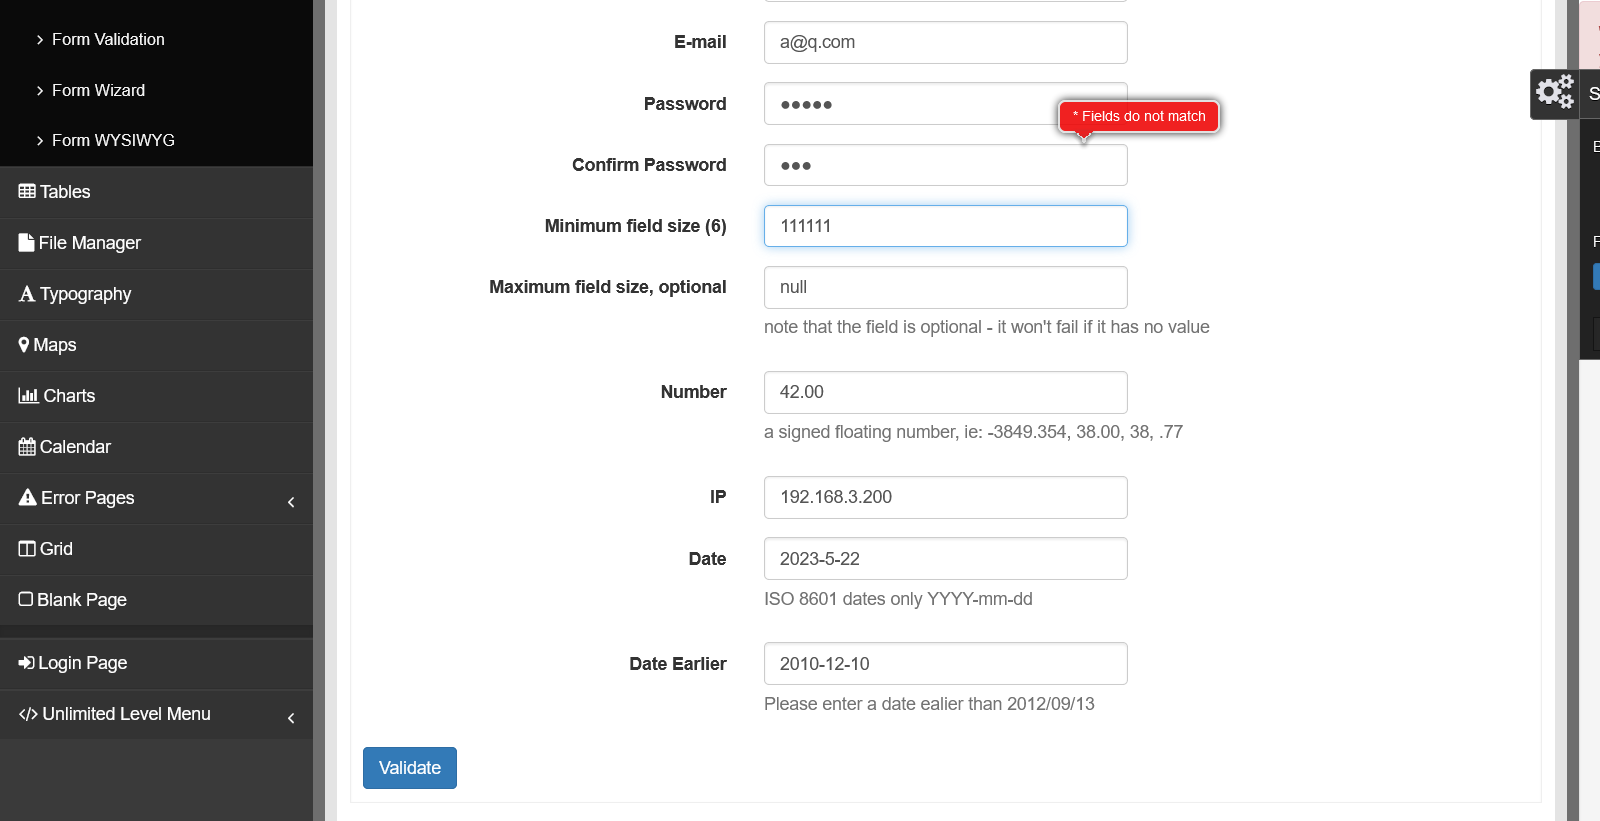 Form Validation
Form Wizard
Form WYSIWYG
Tables
File Manager
Typography
Maps
Charts
Calendar
Error Pages
Grid
Blank Page
Login Page
Unlimited Level Menu
E-mail
a@q.com
Password
•••••
* Fields do not match
Confirm Password
•••
Minimum field size (6)
111111
Maximum field size, optional
null
note that the field is optional - it won't fail if it has no value
Number
42.00
a signed floating number, ie: -3849.354, 38.00, 38, .77
IP
192.168.3.200
Date
2023-5-22
ISO 8601 dates only YYYY-mm-dd
Date Earlier
2010-12-10
Please enter a date ealier than 2012/09/13
Validate